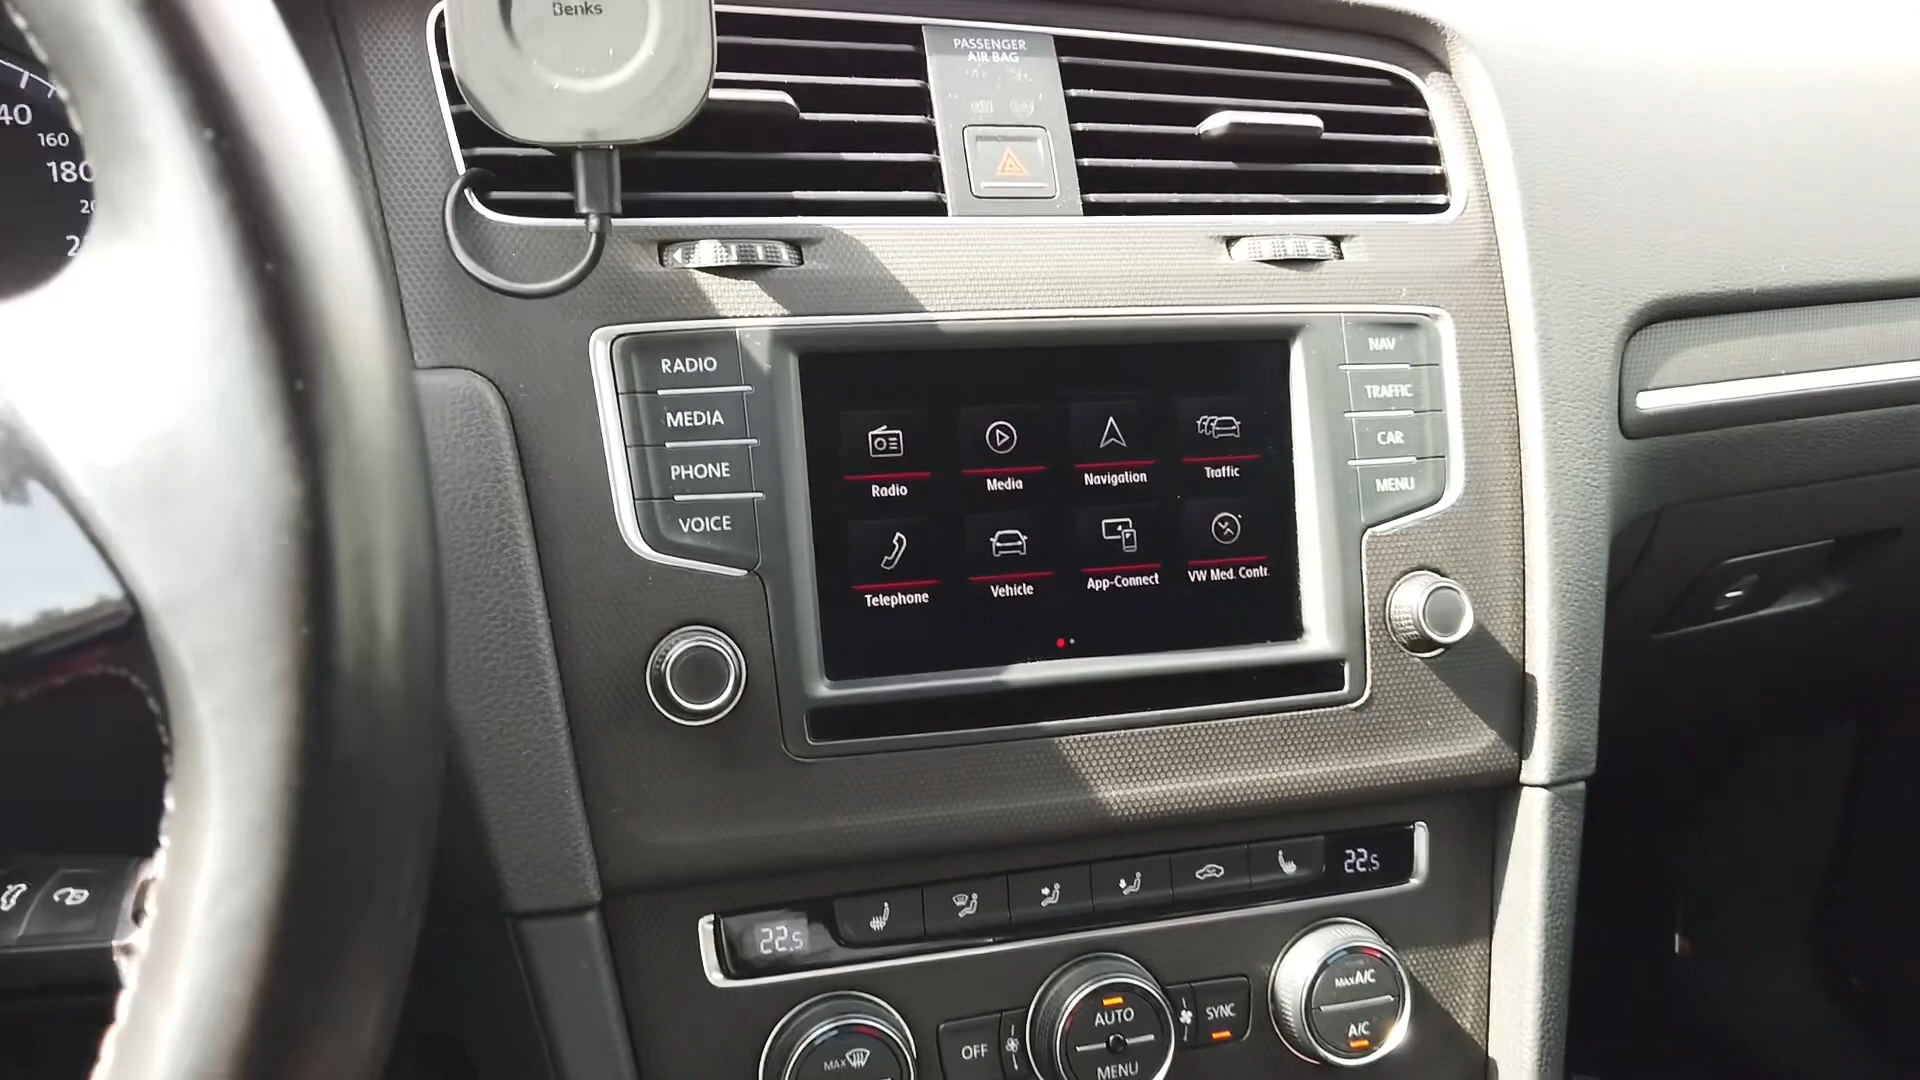 Benks
PASSENGER
AIR BAG
40
160
180
RADIO
MEDIA
PHONE
VOICE
Radio
Media
Navigation
Traffic
Telephone
Vehicle
App-Connect
VW Med. Contr.
NAV
TRAFFIC
CAR
MENU
22.5
22.5
MAX
OFF
AUTO
MENU
SYNC
MAX A/C
A/C